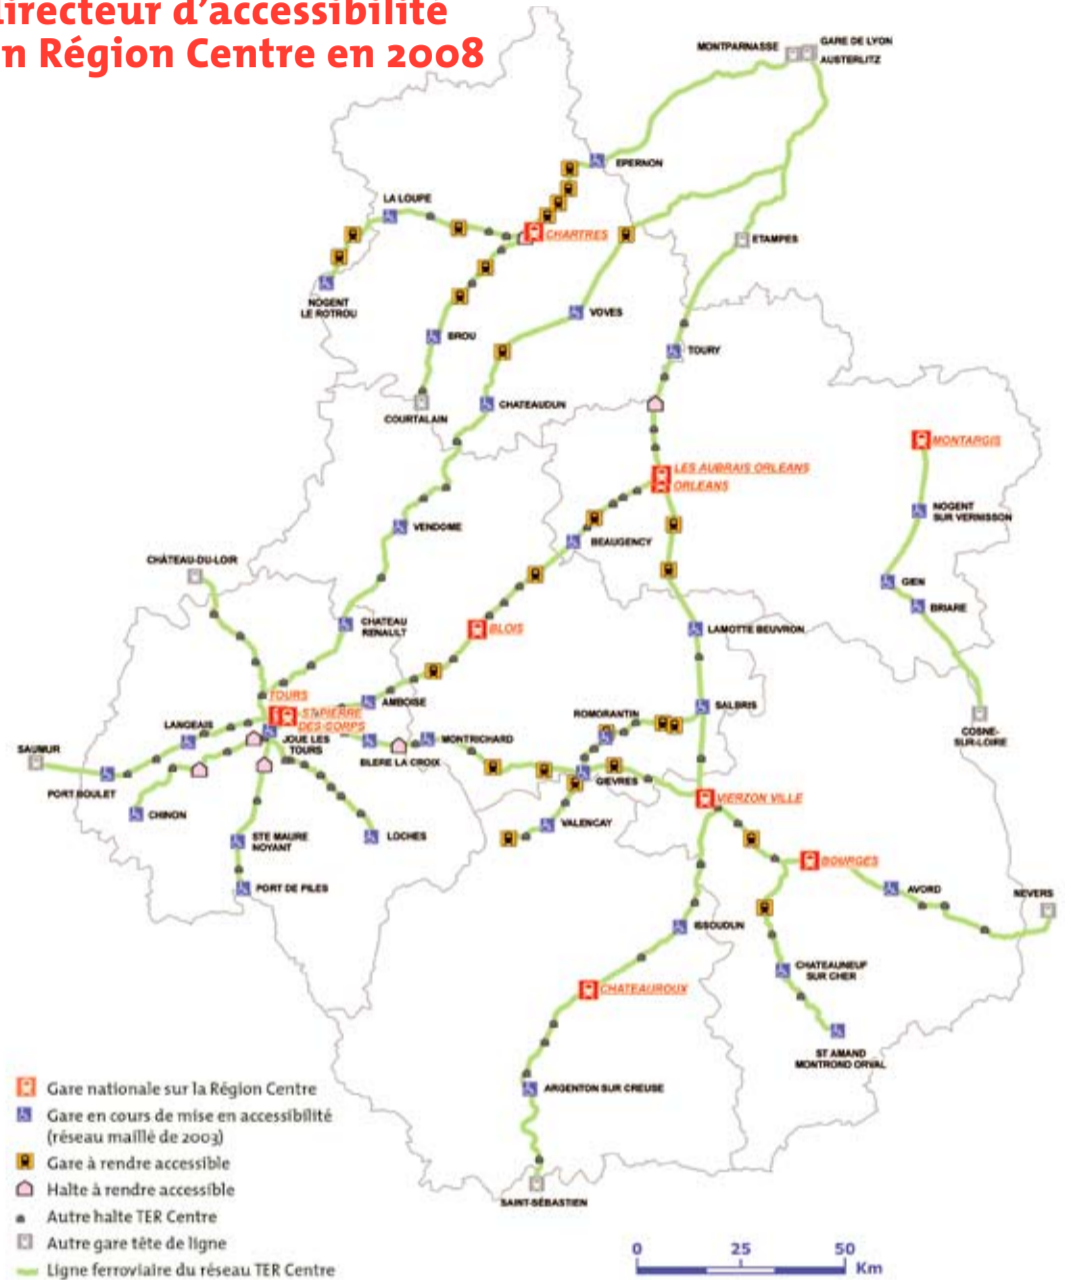 directeur d'accessibilité
n Région Centre en 2008
MONTPARNASSE
GARE DE LYON
AUSTERLITZ
EPERNON
LA LOUPE
CHARTRES
ETAMPES
NOGENT
LE ROTROU
VOVES
BROU
TOURY
COURTALAIN
CHATEAUDUN
MONTARGIS
LES AUBRAIS ORLEANS
ORLEANS
NOGENT
SUR VERNISSON
VENDOME
BEAUGENCY
CHÂTEAU-DU-LOIR
GIEN
BRIARE
CHATEAU
RENAULT
BLOIS
LAMOTTE BEUVRON
TOURS
AMBOISE
ST PIERRE
DES CORPS
ROMORANTIN
SALBRIS
LANGEAIS
JOUE LES
TOURS
MONTRICHARD
COSNE-
SUR-LOIRE
SAUMUR
BLERE LA CROIX
GIEVRES
PORT BOULET
VIERZON VILLE
CHINON
VALENCAY
STE MAURE
NOYANT
LOCHES
BOURGES
PORT DE PILES
AVORD
NEVERS
ISSOUDUN
CHATEAUNEUF
SUR CHER
CHATEAUROUX
ST AMAND
MONTROND ORVAL
ARGENTON SUR CREUSE
SAINT-SÉBASTIEN
Gare nationale sur la Région Centre
Gare en cours de mise en accessibilité
(réseau maillé de 2003)
Gare à rendre accessible
Halte à rendre accessible
Autre halte TER Centre
Autre gare tête de ligne
Ligne ferroviaire du réseau TER Centre
0 25 50
Km